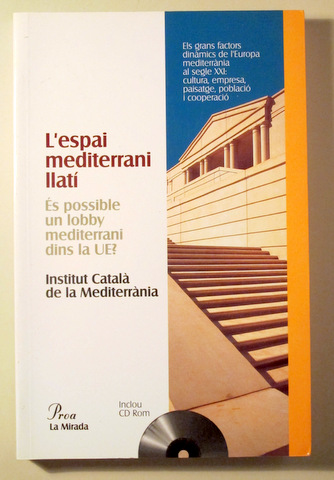 Els grans factors
dinàmics de l'Europa
mediterrània
al segle XXI:
cultura, empresa,
paisatge, població
i cooperació
L'espai
mediterrani
llatí
És possible
un lobby
mediterrani
dins la UE?
Institut Català
de la Mediterrània
Inclou
CD Rom
Proa
La Mirada